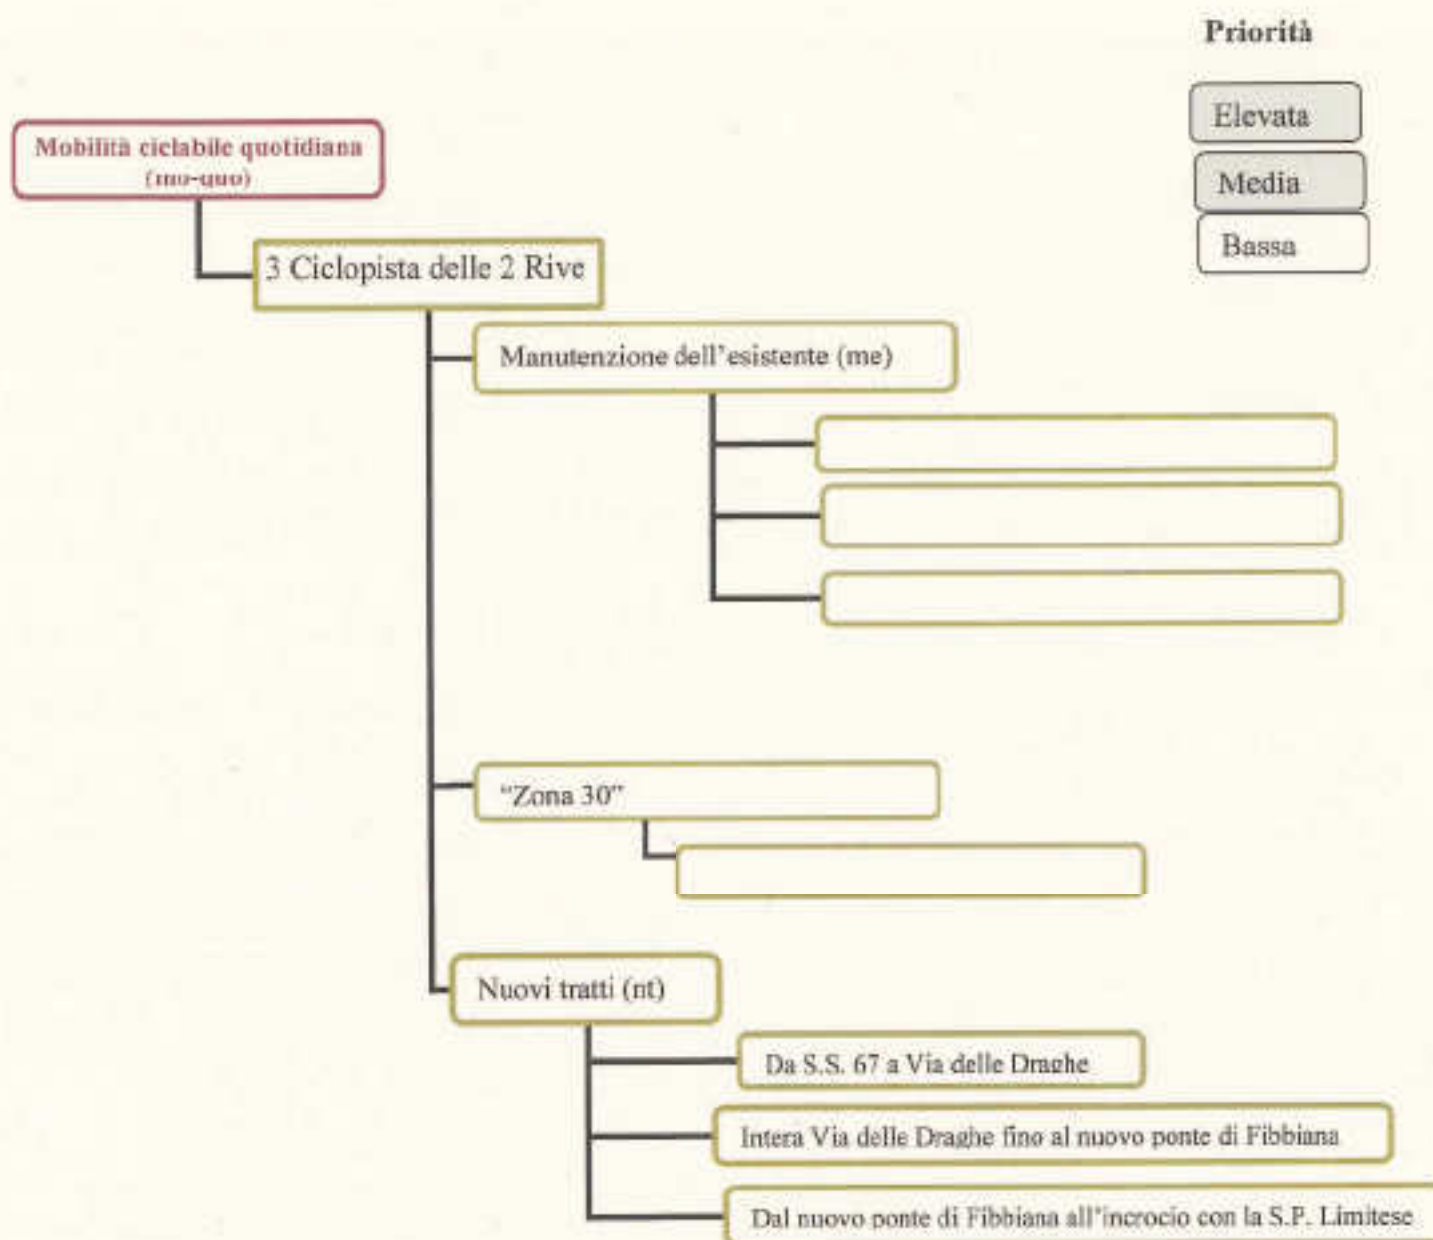 Priorità
Elevata
Media
Bassa
Mobilità ciclabile quotidiana
(mo-quo)
3 Ciclopista delle 2 Rive
Manutenzione dell'esistente (me)
“Zona 30”
Nuovi tratti (nt)
Da S.S. 67 a Via delle Draghe
Intera Via delle Draghe fino al nuovo ponte di Fibbiana
Dal nuovo ponte di Fibbiana all'incrocio con la S.P. Limitese